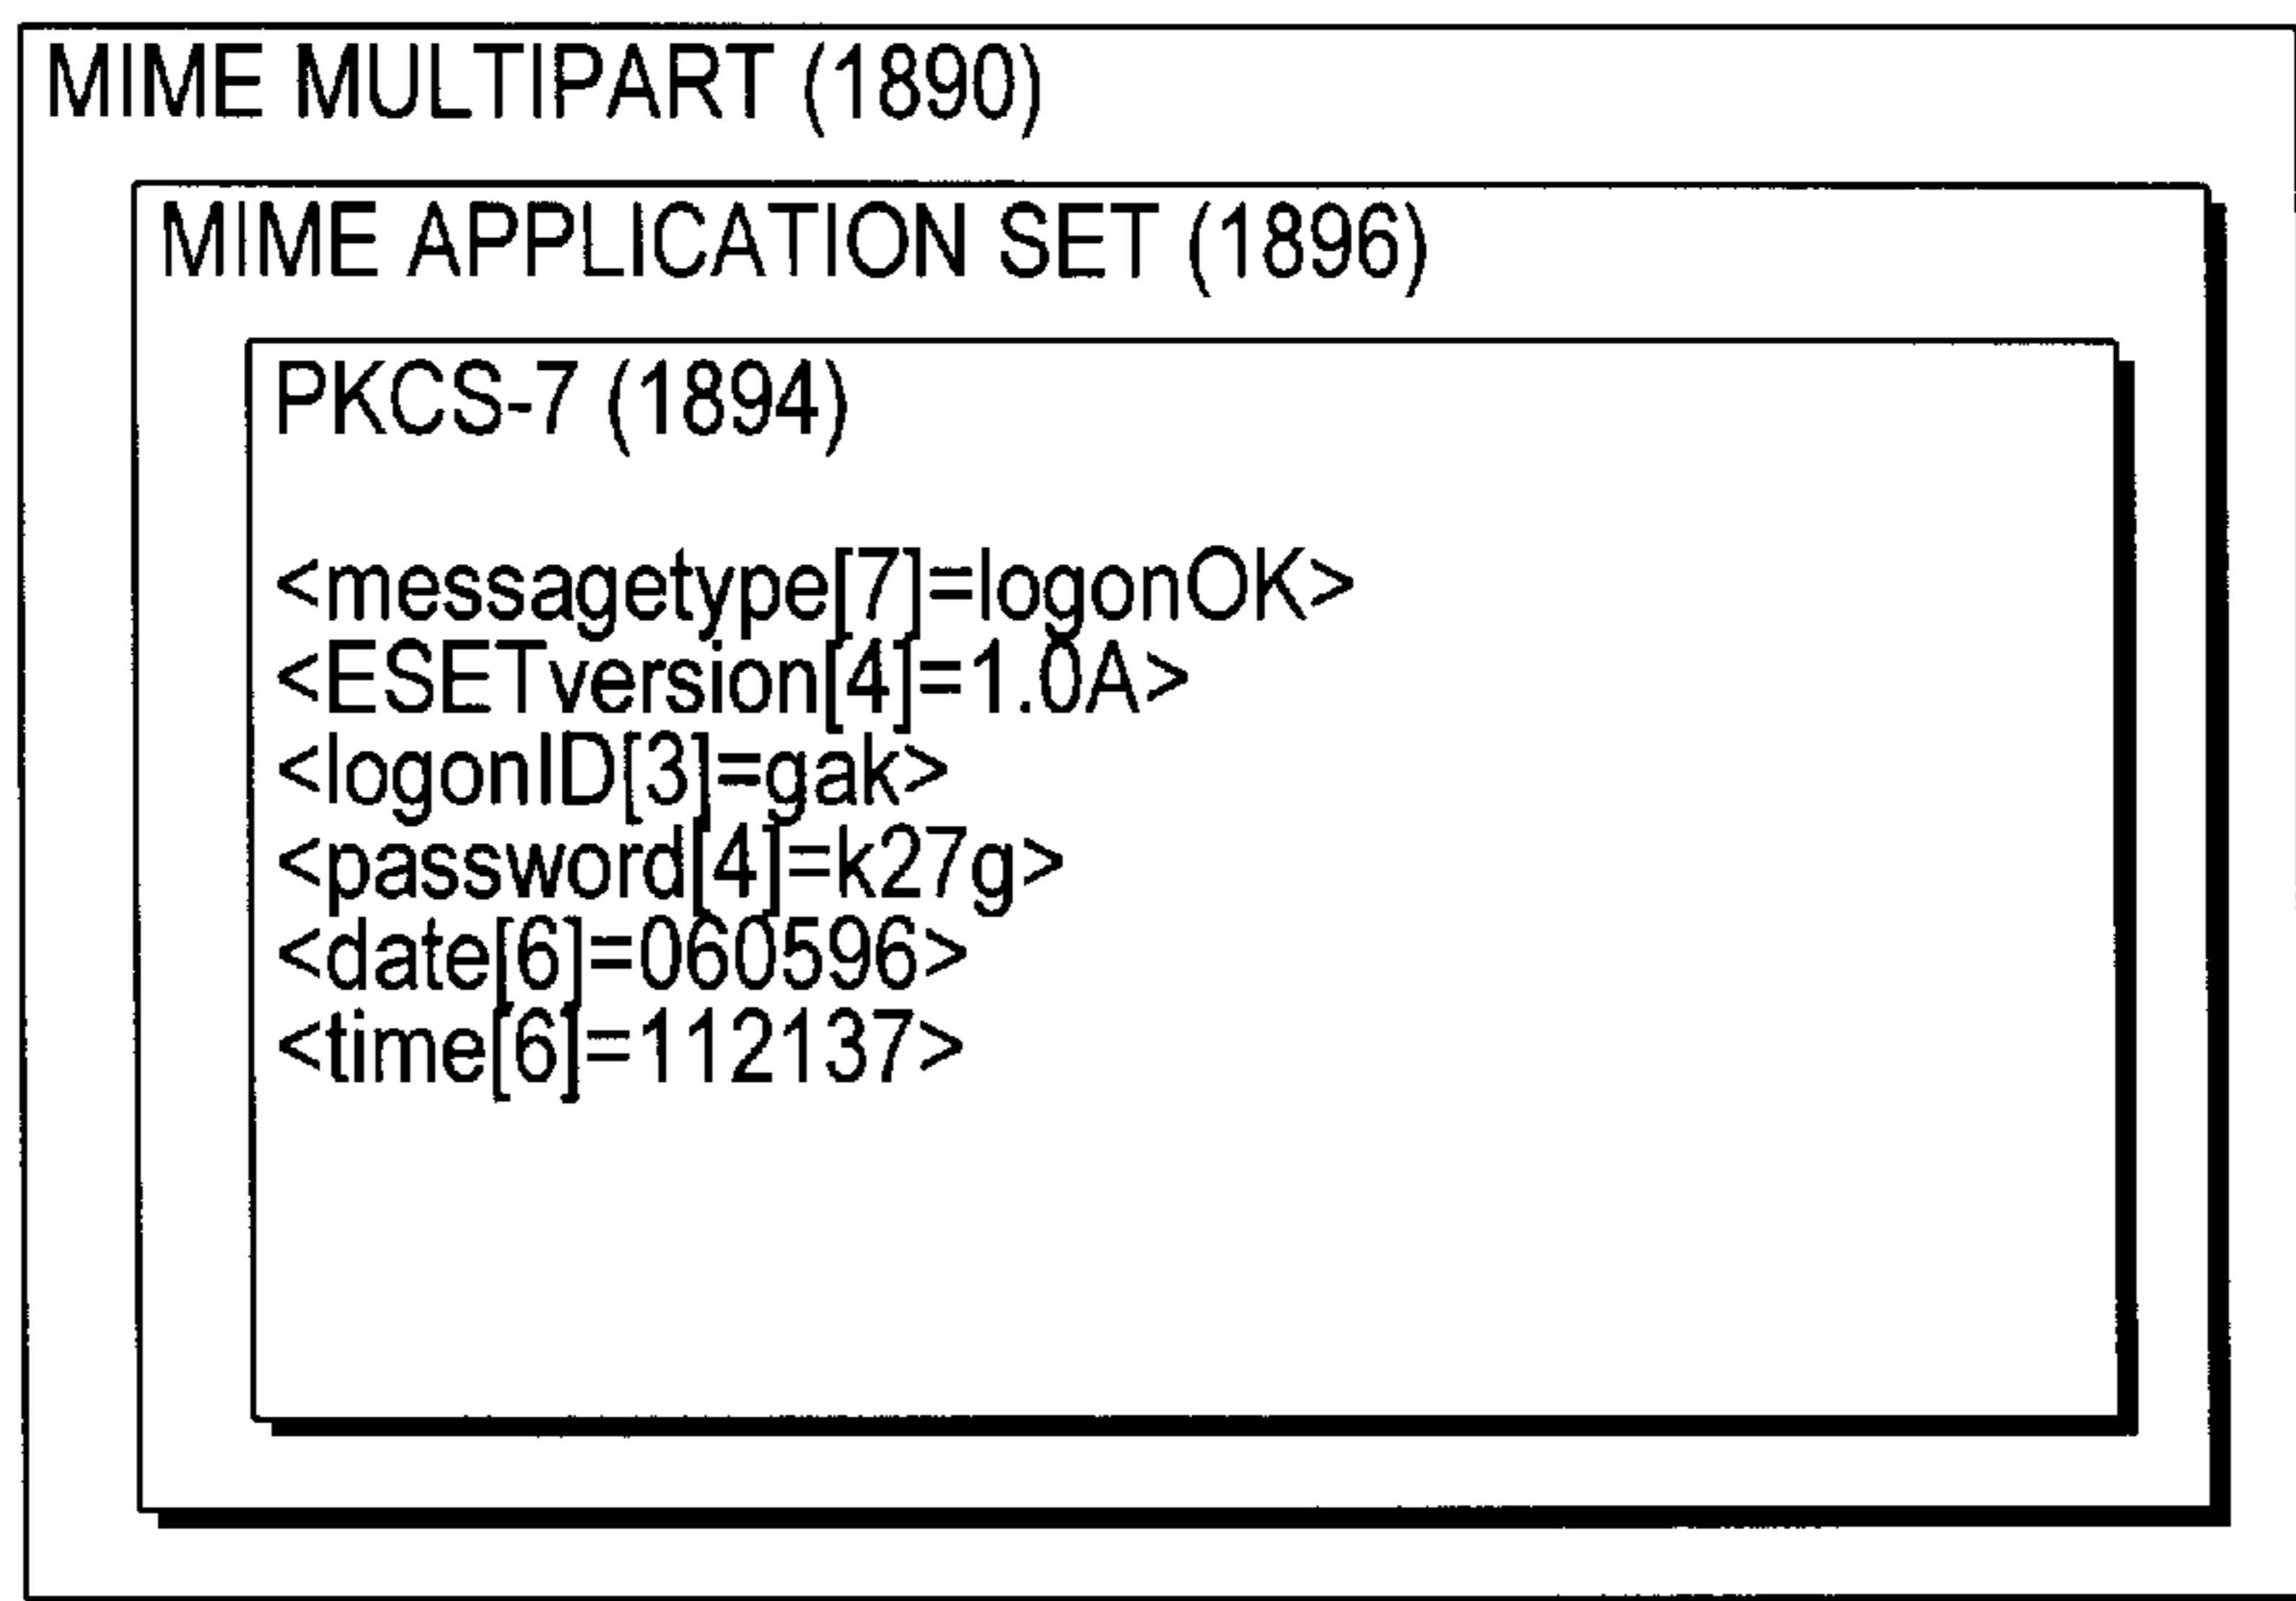 MIME MULTIPART (1890)
MIME APPLICATION SET (1896)
PKCS-7 (1894)
<messagetype[7]=logonOK>
<ESETversion[4]=1.0A>
<logonID[3]=gak>
<password[4]=k27g>
<date[6]=060596>
<time[6]=112137>